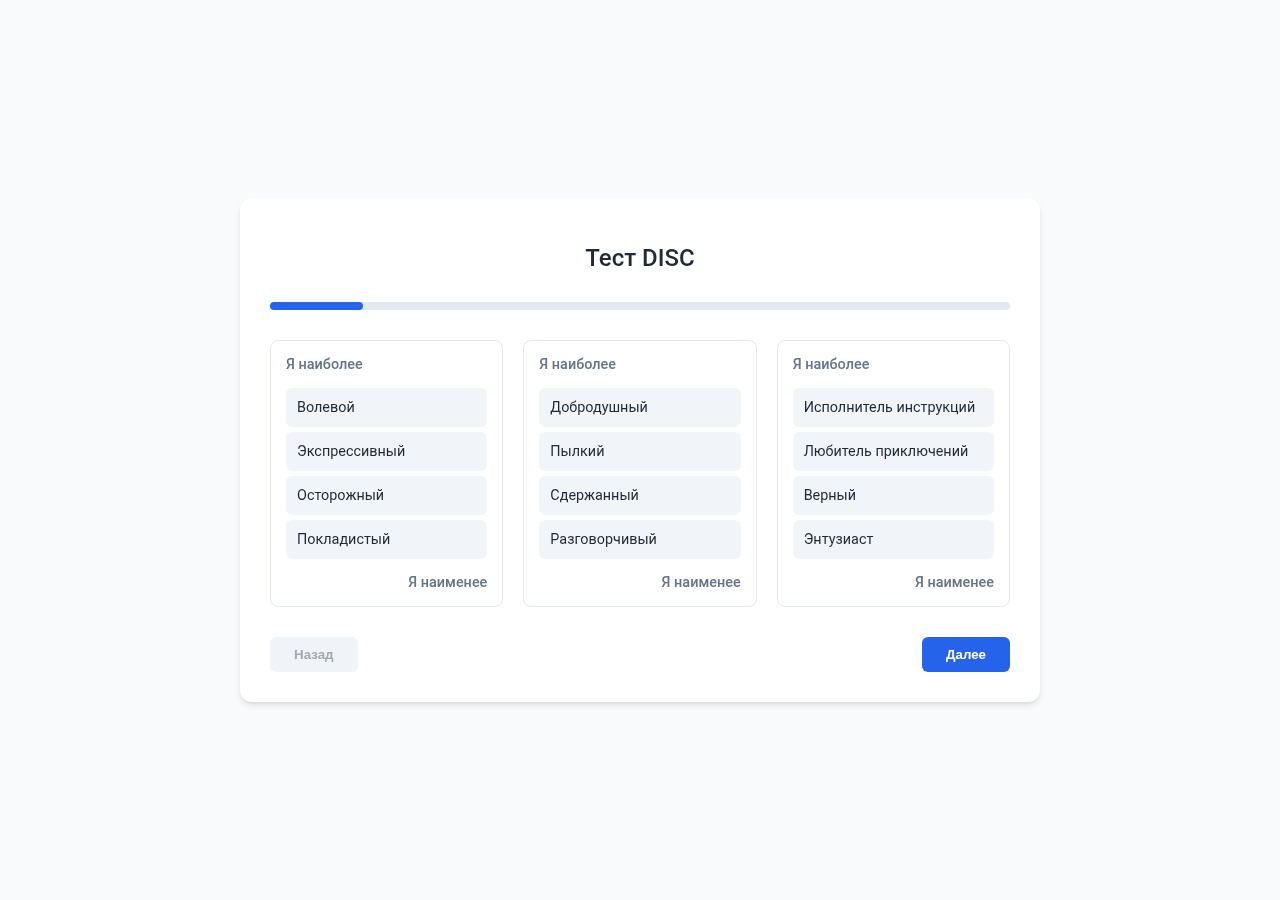 Тест DISC
Я наиболее
Волевой
Экспрессивный
Осторожный
Покладистый
Я наименее
Я наиболее
Добродушный
Пылкий
Сдержанный
Разговорчивый
Я наименее
Я наиболее
Исполнитель инструкций
Любитель приключений
Верный
Энтузиаст
Я наименее
Назад
Далее